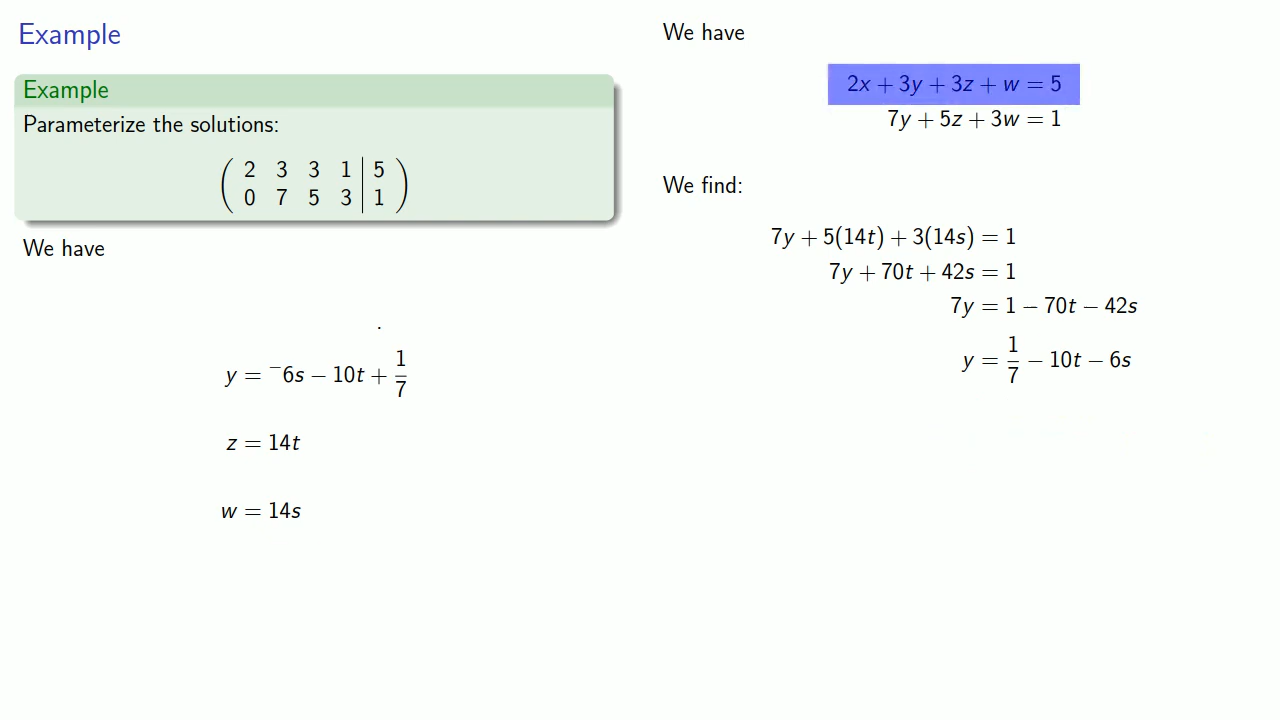 Example
Example
Parameterize the solutions:
( 2 3 3 1 | 5 )
( 0 7 5 3 | 1 )
We have
.
y = ⁻6s − 10t + 1/7
z = 14t
w = 14s
We have
2x + 3y + 3z + w = 5
7y + 5z + 3w = 1
We find:
7y + 5(14t) + 3(14s) = 1
7y + 70t + 42s = 1
7y = 1 − 70t − 42s
y = 1/7 − 10t − 6s